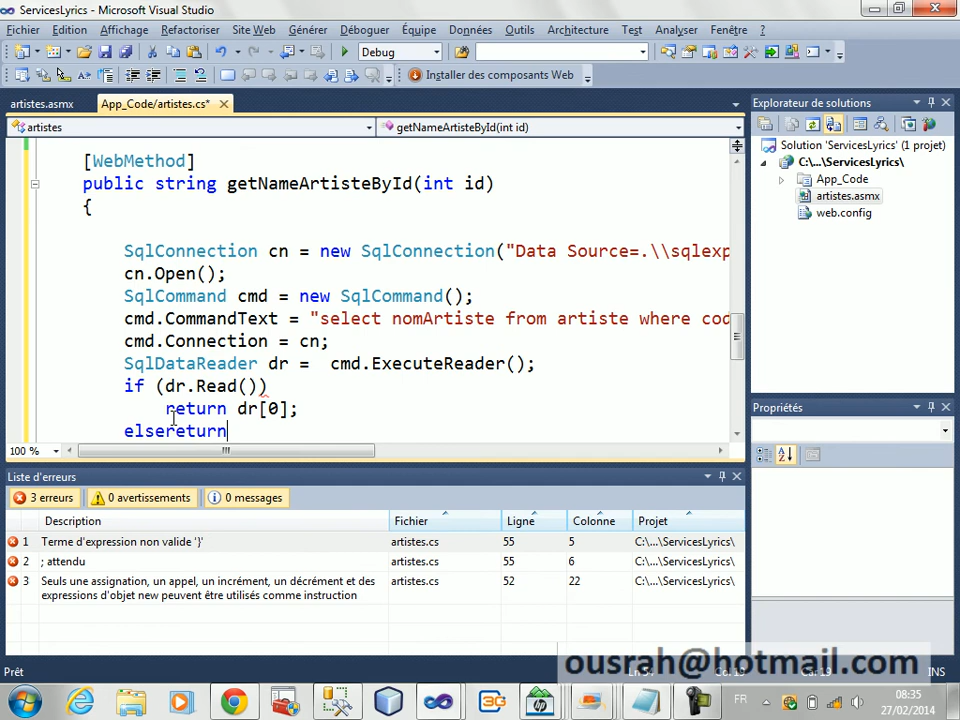 ServicesLyrics - Microsoft Visual Studio
Fichier Edition Affichage Refactoriser Site Web Générer Déboguer Équipe Données Outils Architecture Test Analyser Fenêtre ?
Debug
Installer des composants Web
artistes.asmx App_Code/artistes.cs*
artistes getNameArtisteById(int id)
[WebMethod]
public string getNameArtisteById(int id)
{
SqlConnection cn = new SqlConnection("Data Source=.\\sqlexp
cn.Open();
SqlCommand cmd = new SqlCommand();
cmd.CommandText = "select nomArtiste from artiste where cod
cmd.Connection = cn;
SqlDataReader dr = cmd.ExecuteReader();
if (dr.Read())
return dr[0];
elsereturn
100 %
Explorateur de solutions
Solution 'ServicesLyrics' (1 projet)
C:\...\ServicesLyrics\
App_Code
artistes.asmx
web.config
Propriétés
Liste d'erreurs
3 erreurs 0 avertissements 0 messages
Description Fichier Ligne Colonne Projet
1 Terme d'expression non valide '}' artistes.cs 55 5 C:\...\ServicesLyrics\
2 ; attendu artistes.cs 55 6 C:\...\ServicesLyrics\
3 Seuls une assignation, un appel, un incrément, un décrément et des artistes.cs 52 22 C:\...\ServicesLyrics\
expressions d'objet new peuvent être utilisés comme instruction
ousrah@hotmail.com
Prêt INS
FR 08:35
27/02/2014